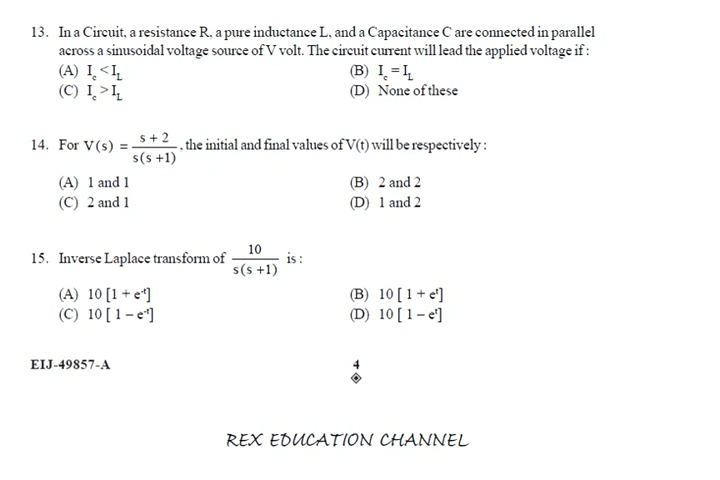 13. In a Circuit, a resistance R, a pure inductance L, and a Capacitance C are connected in parallel
across a sinusoidal voltage source of V volt. The circuit current will lead the applied voltage if :
(A) I_c < I_L (B) I_c = I_L
(C) I_c > I_L (D) None of these
14. For V(s) = (s + 2)/(s(s +1)), the initial and final values of V(t) will be respectively :
(A) 1 and 1 (B) 2 and 2
(C) 2 and 1 (D) 1 and 2
15. Inverse Laplace transform of 10/(s(s +1)) is :
(A) 10 [1 + e^-t] (B) 10 [ 1 + e^t]
(C) 10 [ 1 – e^-t] (D) 10 [ 1 – e^t]
EIJ-49857-A 4
REX EDUCATION CHANNEL